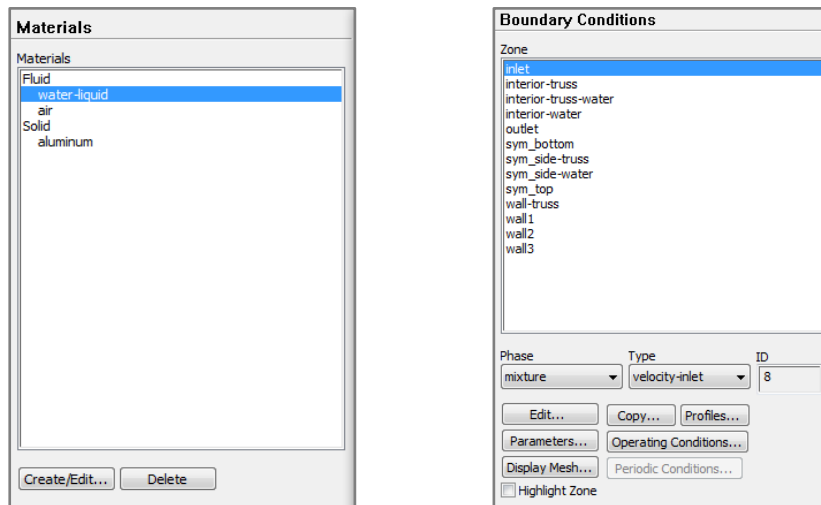 Materials
Materials
Fluid
water-liquid
air
Solid
aluminum
Create/Edit... Delete
Boundary Conditions
Zone
inlet
interior-truss
interior-truss-water
interior-water
outlet
sym_bottom
sym_side-truss
sym_side-water
sym_top
wall-truss
wall1
wall2
wall3
Phase Type ID
mixture velocity-inlet 8
Edit... Copy... Profiles...
Parameters... Operating Conditions...
Display Mesh... Periodic Conditions...
Highlight Zone